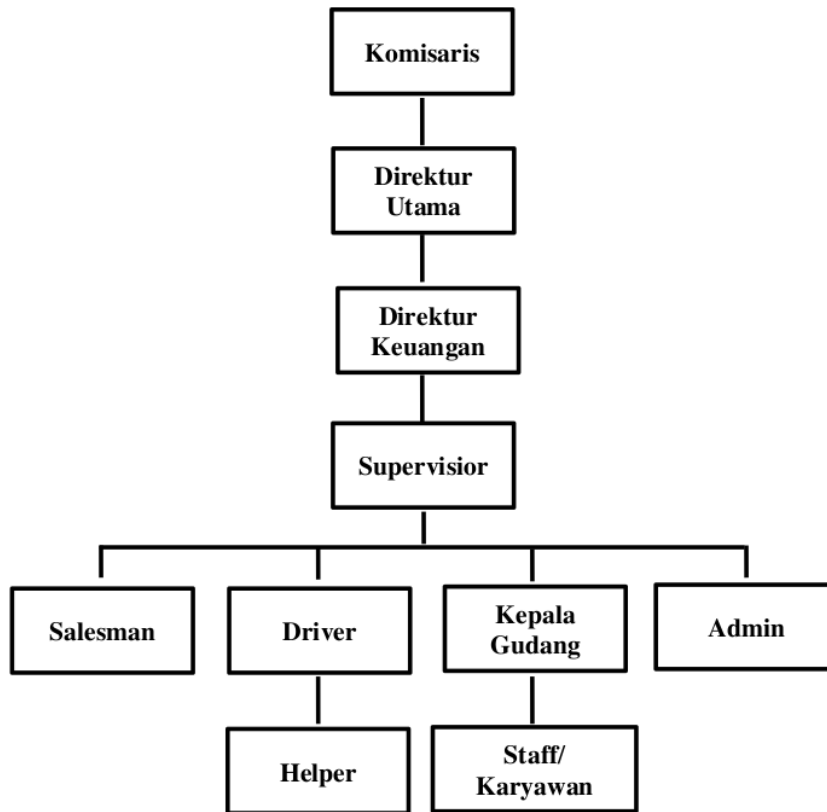 Komisaris
Direktur
Utama
Direktur
Keuangan
Supervisior
Salesman
Driver
Kepala
Gudang
Admin
Helper
Staff/
Karyawan